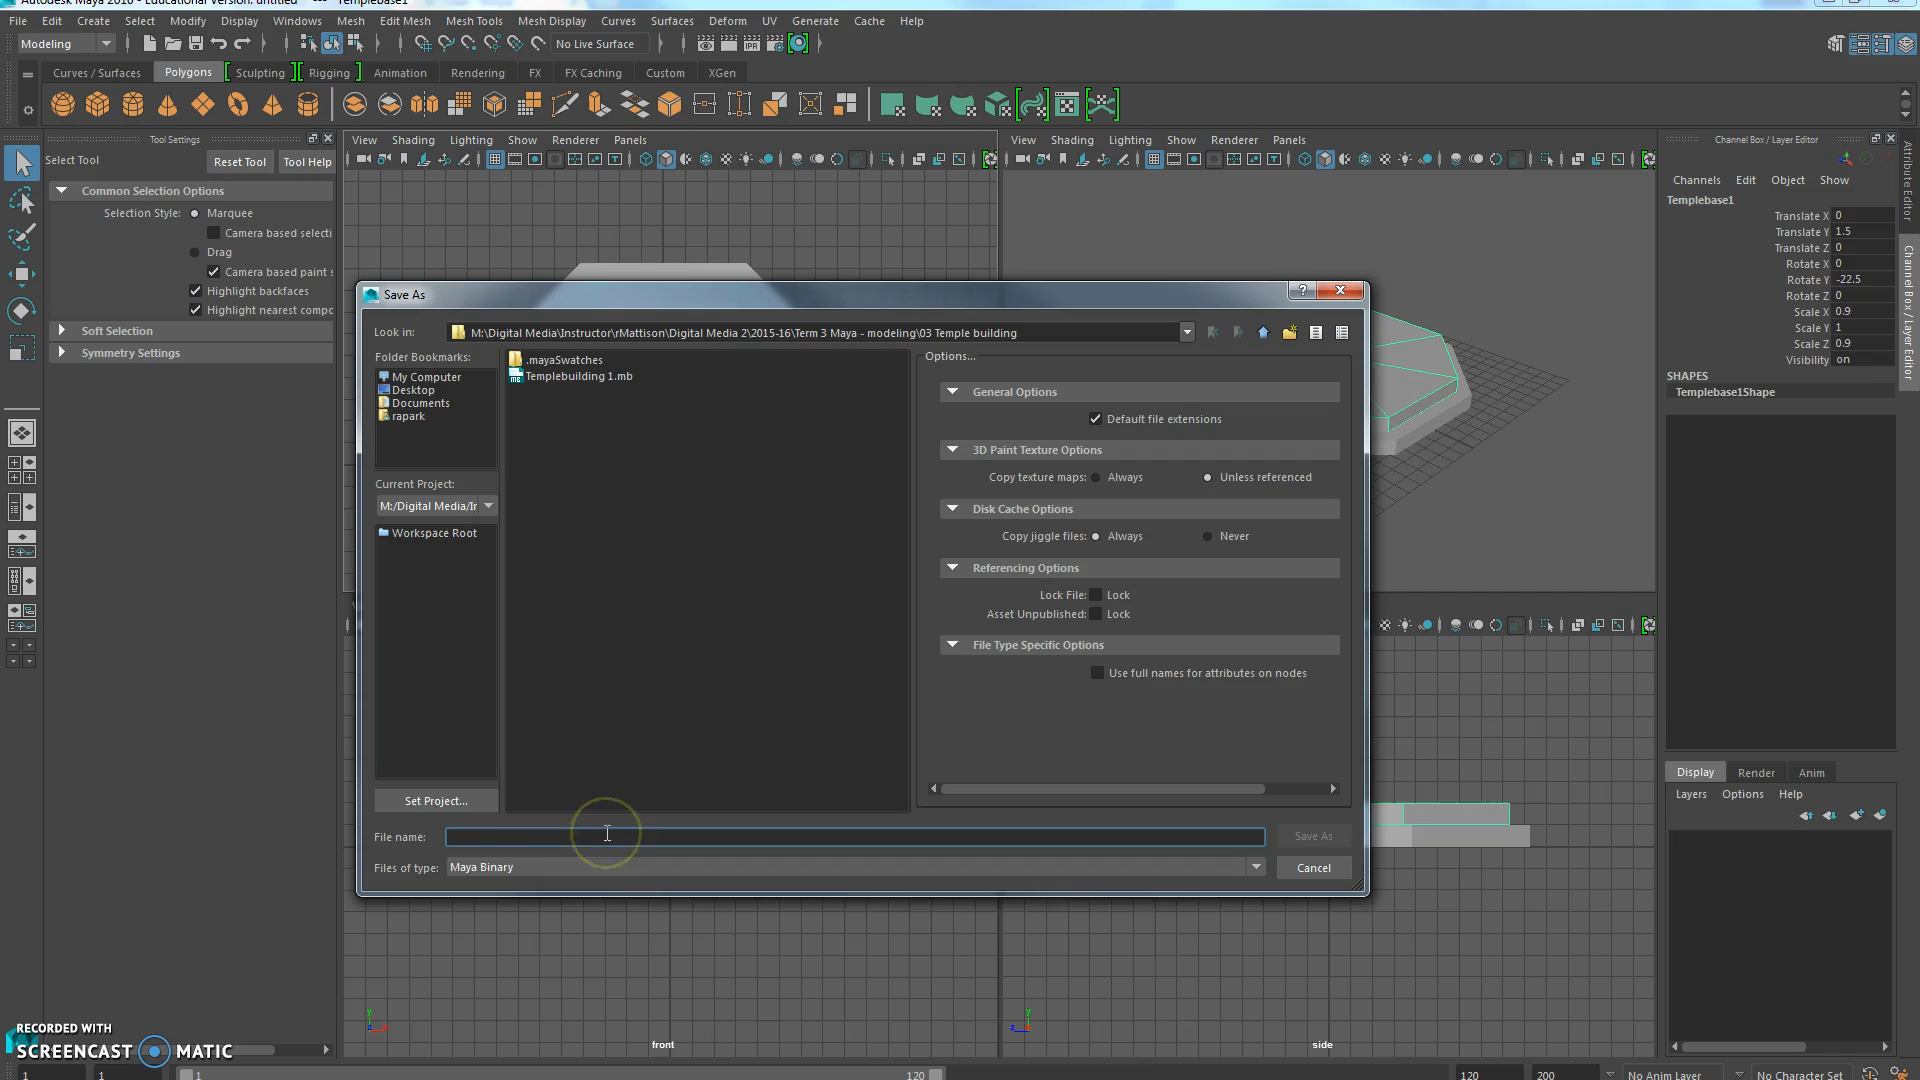 Autodesk Maya 2016 - Educational Version: untitled --- Templebase1
File Edit Create Select Modify Display Windows Mesh Edit Mesh Mesh Tools Mesh Display Curves Surfaces Deform UV Generate Cache Help
Modeling No Live Surface
Curves / Surfaces Polygons Sculpting Rigging Animation Rendering FX FX Caching Custom XGen
Tool Settings
Select Tool Reset Tool Tool Help
Common Selection Options
Selection Style: Marquee
Camera based selecti
Drag
Camera based paint s
Highlight backfaces
Highlight nearest compo
Soft Selection
Symmetry Settings
View Shading Lighting Show Renderer Panels
View Shading Lighting Show Renderer Panels
Save As
Look in: M:\Digital Media\Instructor\rMattison\Digital Media 2\2015-16\Term 3 Maya - modeling\03 Temple building
Folder Bookmarks:
My Computer
Desktop
Documents
rapark
.mayaSwatches
Templebuilding 1.mb
Current Project:
M:/Digital Media/Ir
Workspace Root
Set Project...
Options...
General Options
Default file extensions
3D Paint Texture Options
Copy texture maps: Always Unless referenced
Disk Cache Options
Copy jiggle files: Always Never
Referencing Options
Lock File: Lock
Asset Unpublished: Lock
File Type Specific Options
Use full names for attributes on nodes
File name: Save As
Files of type: Maya Binary Cancel
Channel Box / Layer Editor
Channels Edit Object Show
Templebase1
Translate X 0
Translate Y 1.5
Translate Z 0
Rotate X 0
Rotate Y -22.5
Rotate Z 0
Scale X 0.9
Scale Y 1
Scale Z 0.9
Visibility on
SHAPES
Templebase1Shape
Attribute Editor
Channel Box / Layer Editor
Display Render Anim
Layers Options Help
y
z
x
front
y
z
side
RECORDED WITH
SCREENCAST MATIC
1 1 1 120 120 200 No Anim Layer No Character Set